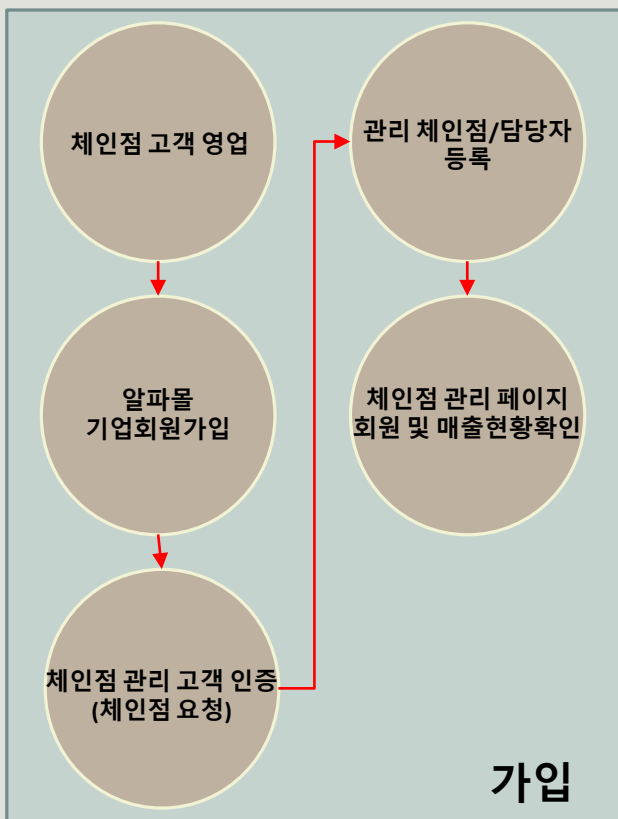 체인점 고객 영업
알파몰
기업회원가입
체인점 관리 고객 인증
(체인점 요청)
관리 체인점/담당자
등록
체인점 관리 페이지
회원 및 매출현황확인
가입